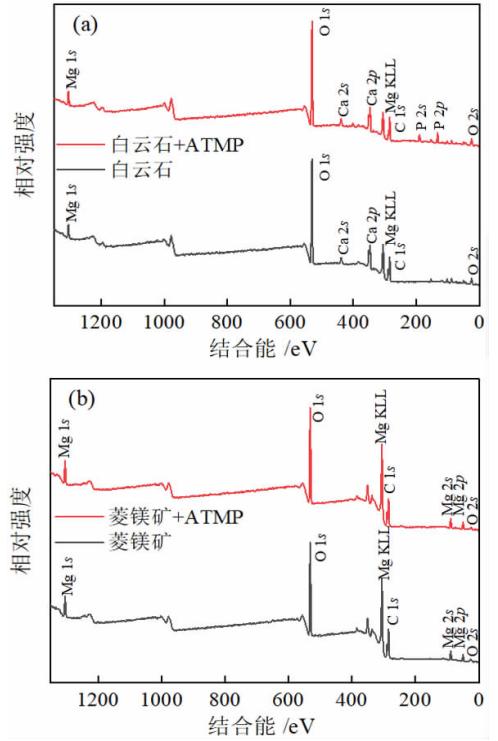 (a)
Mg 1s
O 1s
Ca 2s
Ca 2p
Mg KLL
C 1s
P 2s
P 2p
O 2s
白云石+ATMP
白云石
Mg 1s
O 1s
Ca 2s
Ca 2p
Mg KLL
C 1s
O 2s
相对强度
1200 1000 800 600 400 200 0
结合能 /eV
(b)
Mg 1s
O 1s
Mg KLL
C 1s
Mg 2s
Mg 2p
O 2s
菱镁矿+ATMP
菱镁矿
Mg 1s
O 1s
Mg KLL
C 1s
Mg 2s
Mg 2p
O 2s
相对强度
1200 1000 800 600 400 200 0
结合能 /eV